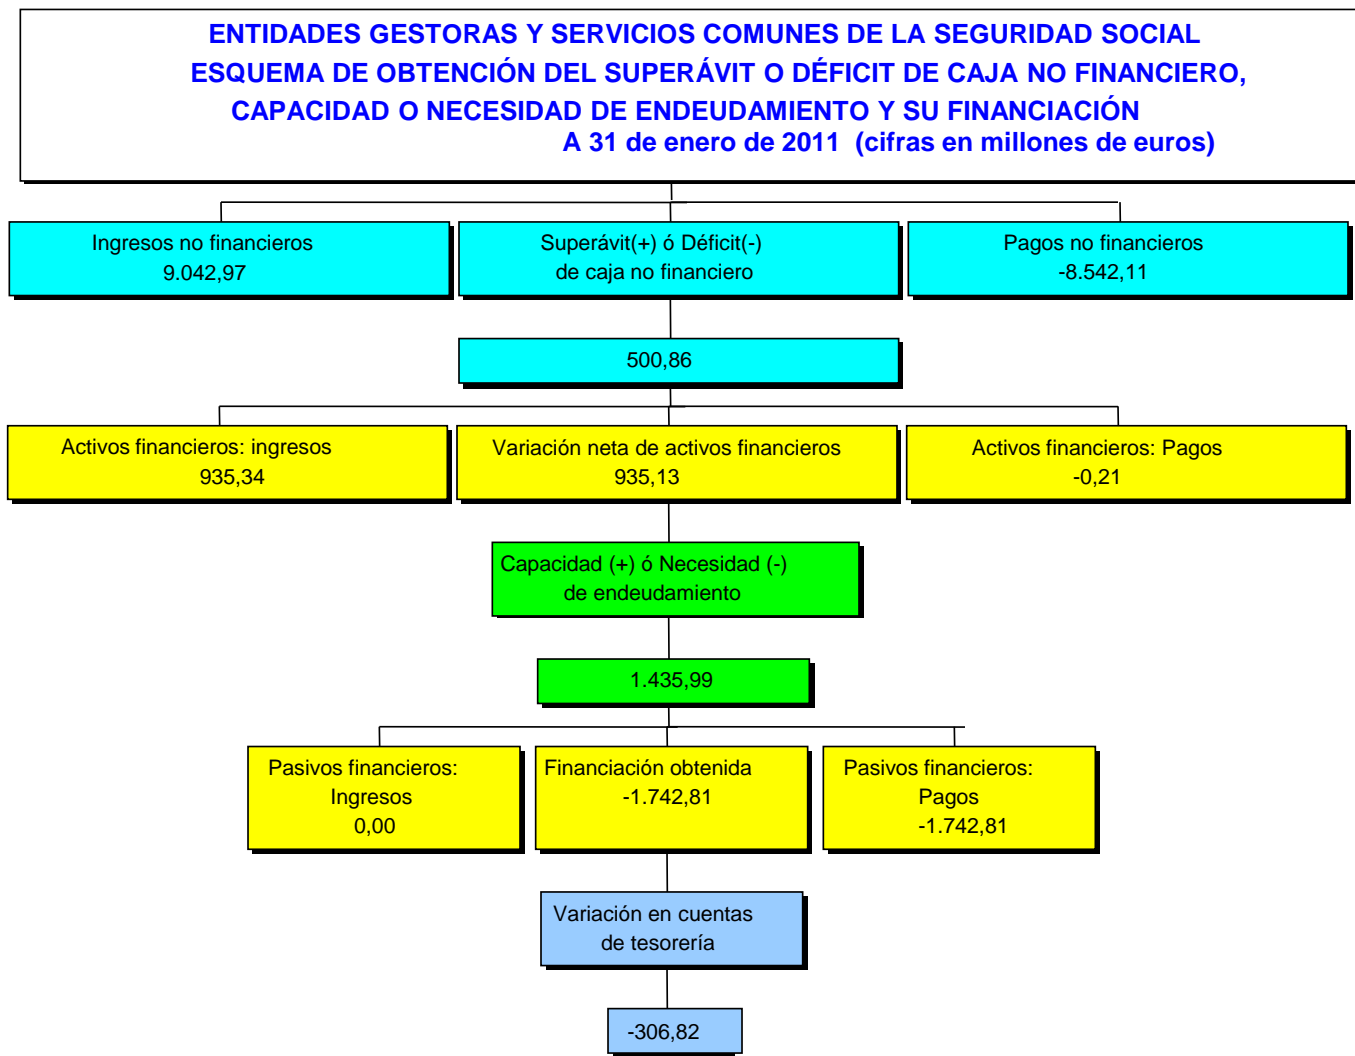 ENTIDADES GESTORAS Y SERVICIOS COMUNES DE LA SEGURIDAD SOCIAL
ESQUEMA DE OBTENCIÓN DEL SUPERÁVIT O DÉFICIT DE CAJA NO FINANCIERO,
CAPACIDAD O NECESIDAD DE ENDEUDAMIENTO Y SU FINANCIACIÓN
A 31 de enero de 2011 (cifras en millones de euros)
Ingresos no financieros
9.042,97
Superávit(+) ó Déficit(-)
de caja no financiero
Pagos no financieros
-8.542,11
500,86
Activos financieros: ingresos
935,34
Variación neta de activos financieros
935,13
Activos financieros: Pagos
-0,21
Capacidad (+) ó Necesidad (-)
de endeudamiento
1.435,99
Pasivos financieros:
Ingresos
0,00
Financiación obtenida
-1.742,81
Pasivos financieros:
Pagos
-1.742,81
Variación en cuentas
de tesorería
-306,82